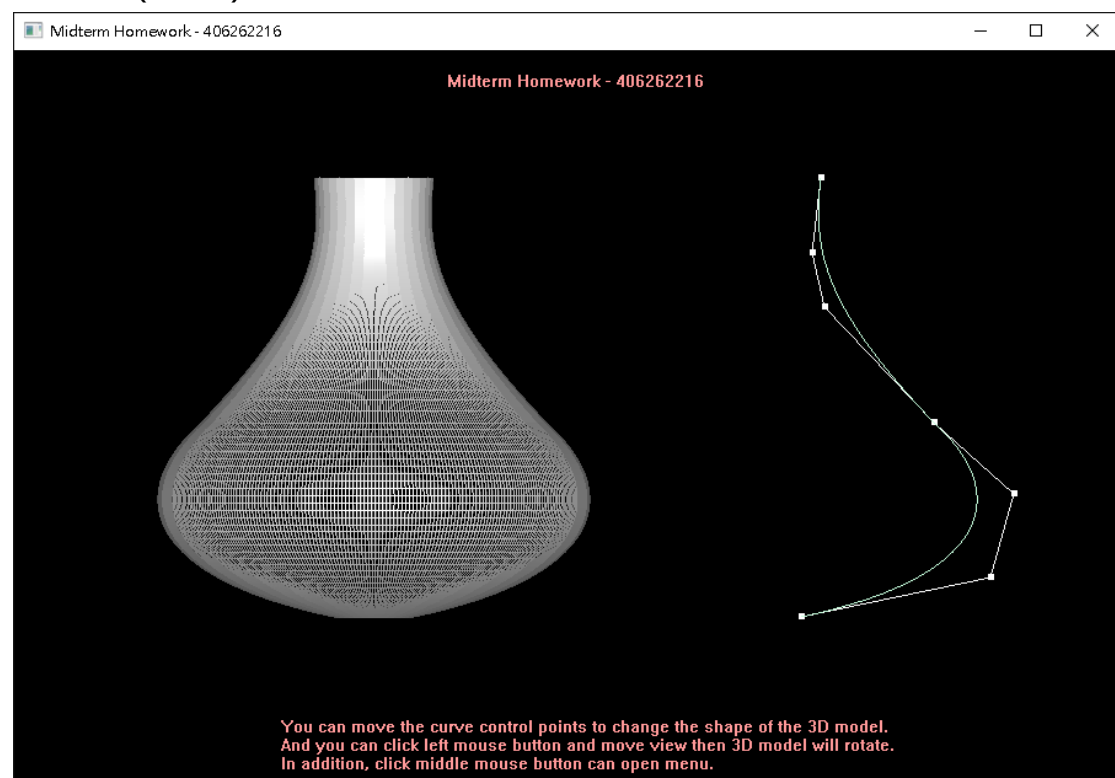 Midterm Homework - 406262216
Midterm Homework - 406262216
You can move the curve control points to change the shape of the 3D model.
And you can click left mouse button and move view then 3D model will rotate.
In addition, click middle mouse button can open menu.